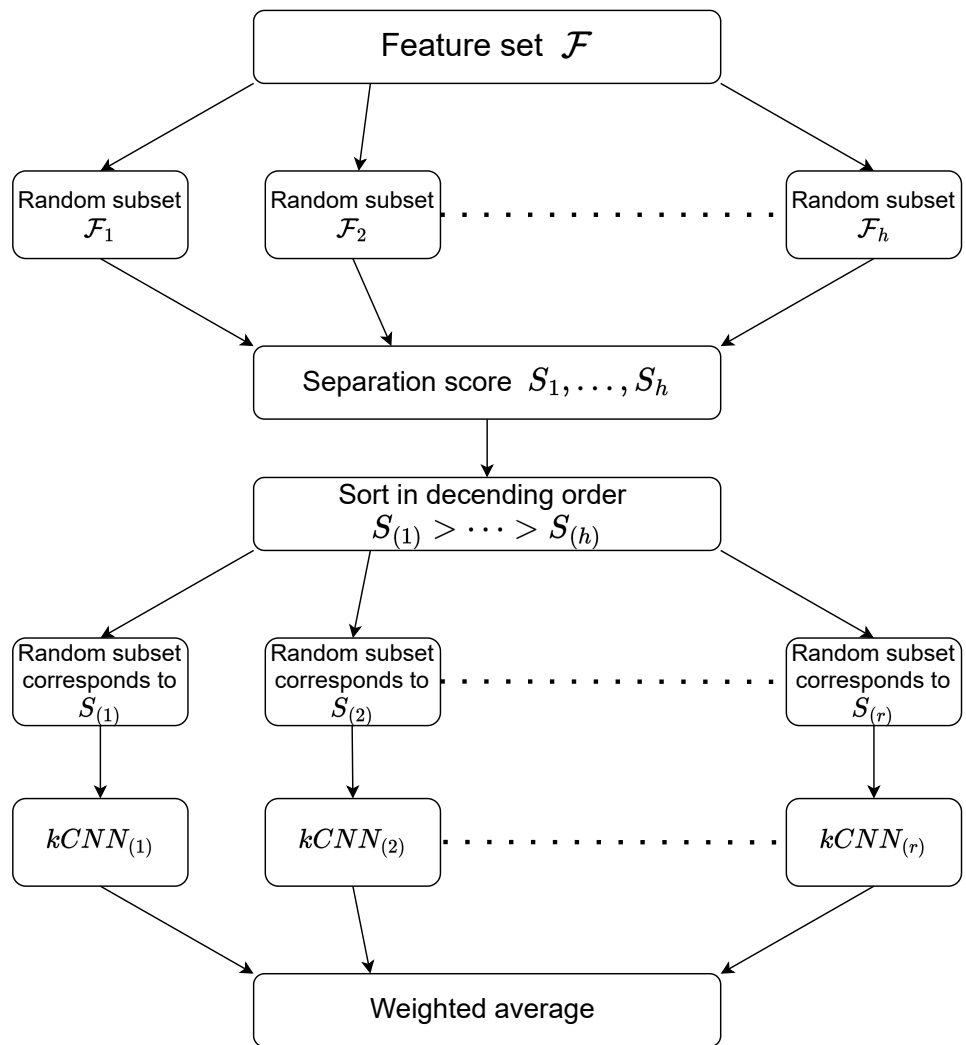 Feature set 𝓕
Random subset
𝓕₁
Random subset
𝓕₂
Random subset
𝓕ₕ
Separation score S₁, . . . , Sₕ
Sort in decending order
S₍₁₎ > ⋯ > S₍ₕ₎
Random subset
corresponds to
S₍₁₎
Random subset
corresponds to
S₍₂₎
Random subset
corresponds to
S₍ᵣ₎
kCNN₍₁₎
kCNN₍₂₎
kCNN₍ᵣ₎
Weighted average